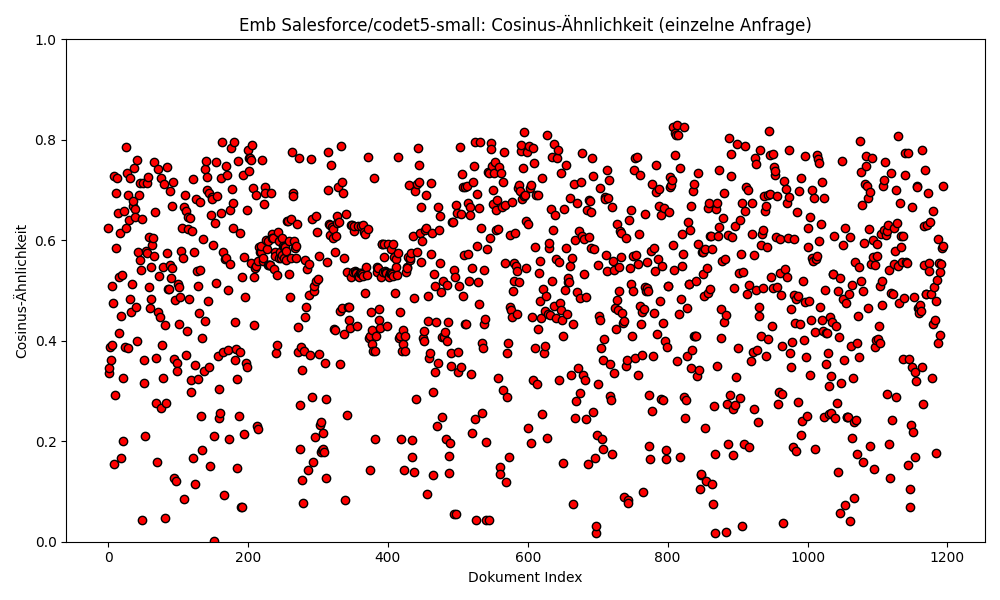 Emb Salesforce/codet5-small: Cosinus-Ähnlichkeit (einzelne Anfrage)
1.0
0.8
0.6
0.4
0.2
0.0
Cosinus-Ähnlichkeit
0 200 400 600 800 1000 1200
Dokument Index